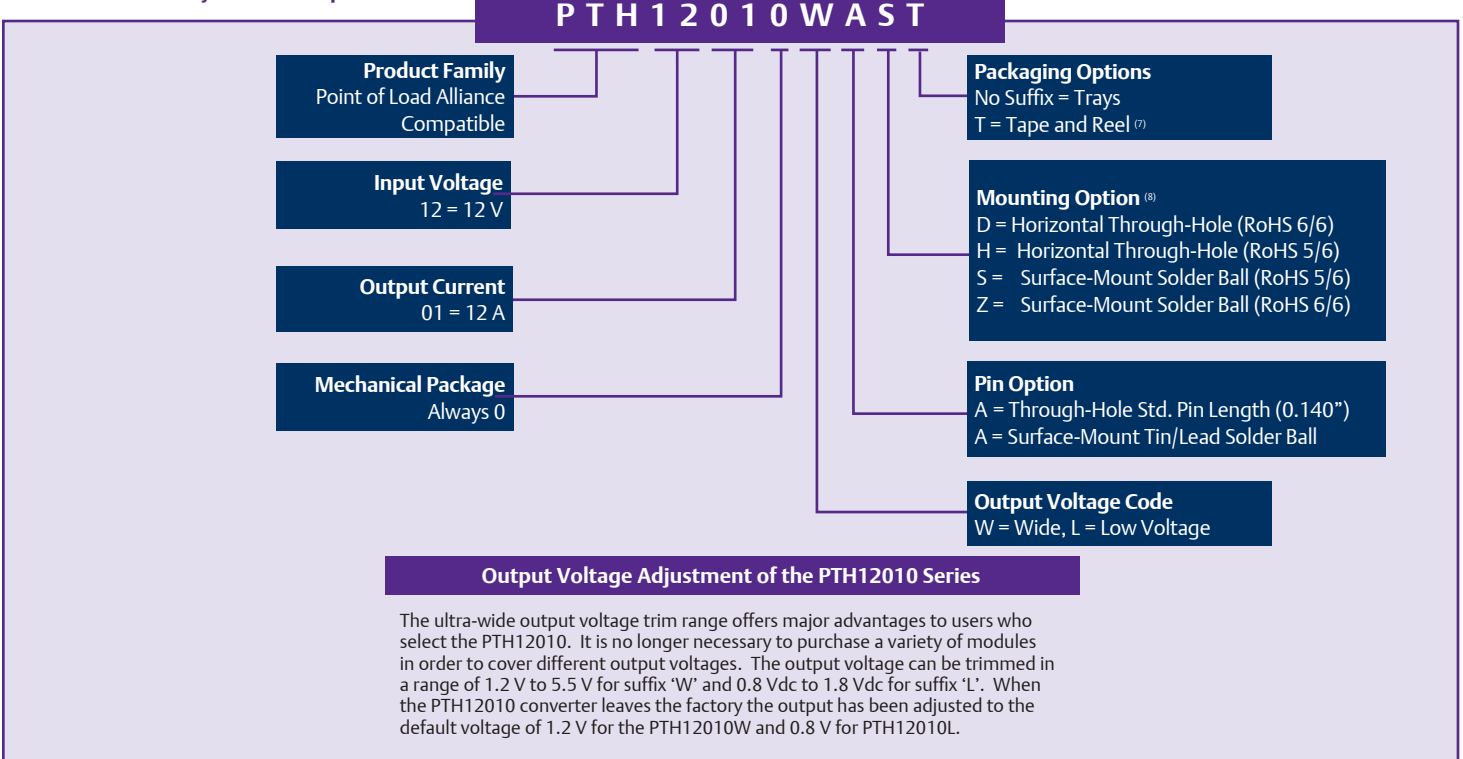 PTH12010WAST
Product Family
Point of Load Alliance
Compatible
Input Voltage
12 = 12 V
Output Current
01 = 12 A
Mechanical Package
Always 0
Packaging Options
No Suffix = Trays
T = Tape and Reel (7)
Mounting Option (8)
D = Horizontal Through-Hole (RoHS 6/6)
H = Horizontal Through-Hole (RoHS 5/6)
S = Surface-Mount Solder Ball (RoHS 5/6)
Z = Surface-Mount Solder Ball (RoHS 6/6)
Pin Option
A = Through-Hole Std. Pin Length (0.140”)
A = Surface-Mount Tin/Lead Solder Ball
Output Voltage Code
W = Wide, L = Low Voltage
Output Voltage Adjustment of the PTH12010 Series
The ultra-wide output voltage trim range offers major advantages to users who
select the PTH12010. It is no longer necessary to purchase a variety of modules
in order to cover different output voltages. The output voltage can be trimmed in
a range of 1.2 V to 5.5 V for suffix ‘W’ and 0.8 Vdc to 1.8 Vdc for suffix ‘L’. When
the PTH12010 converter leaves the factory the output has been adjusted to the
default voltage of 1.2 V for the PTH12010W and 0.8 V for PTH12010L.